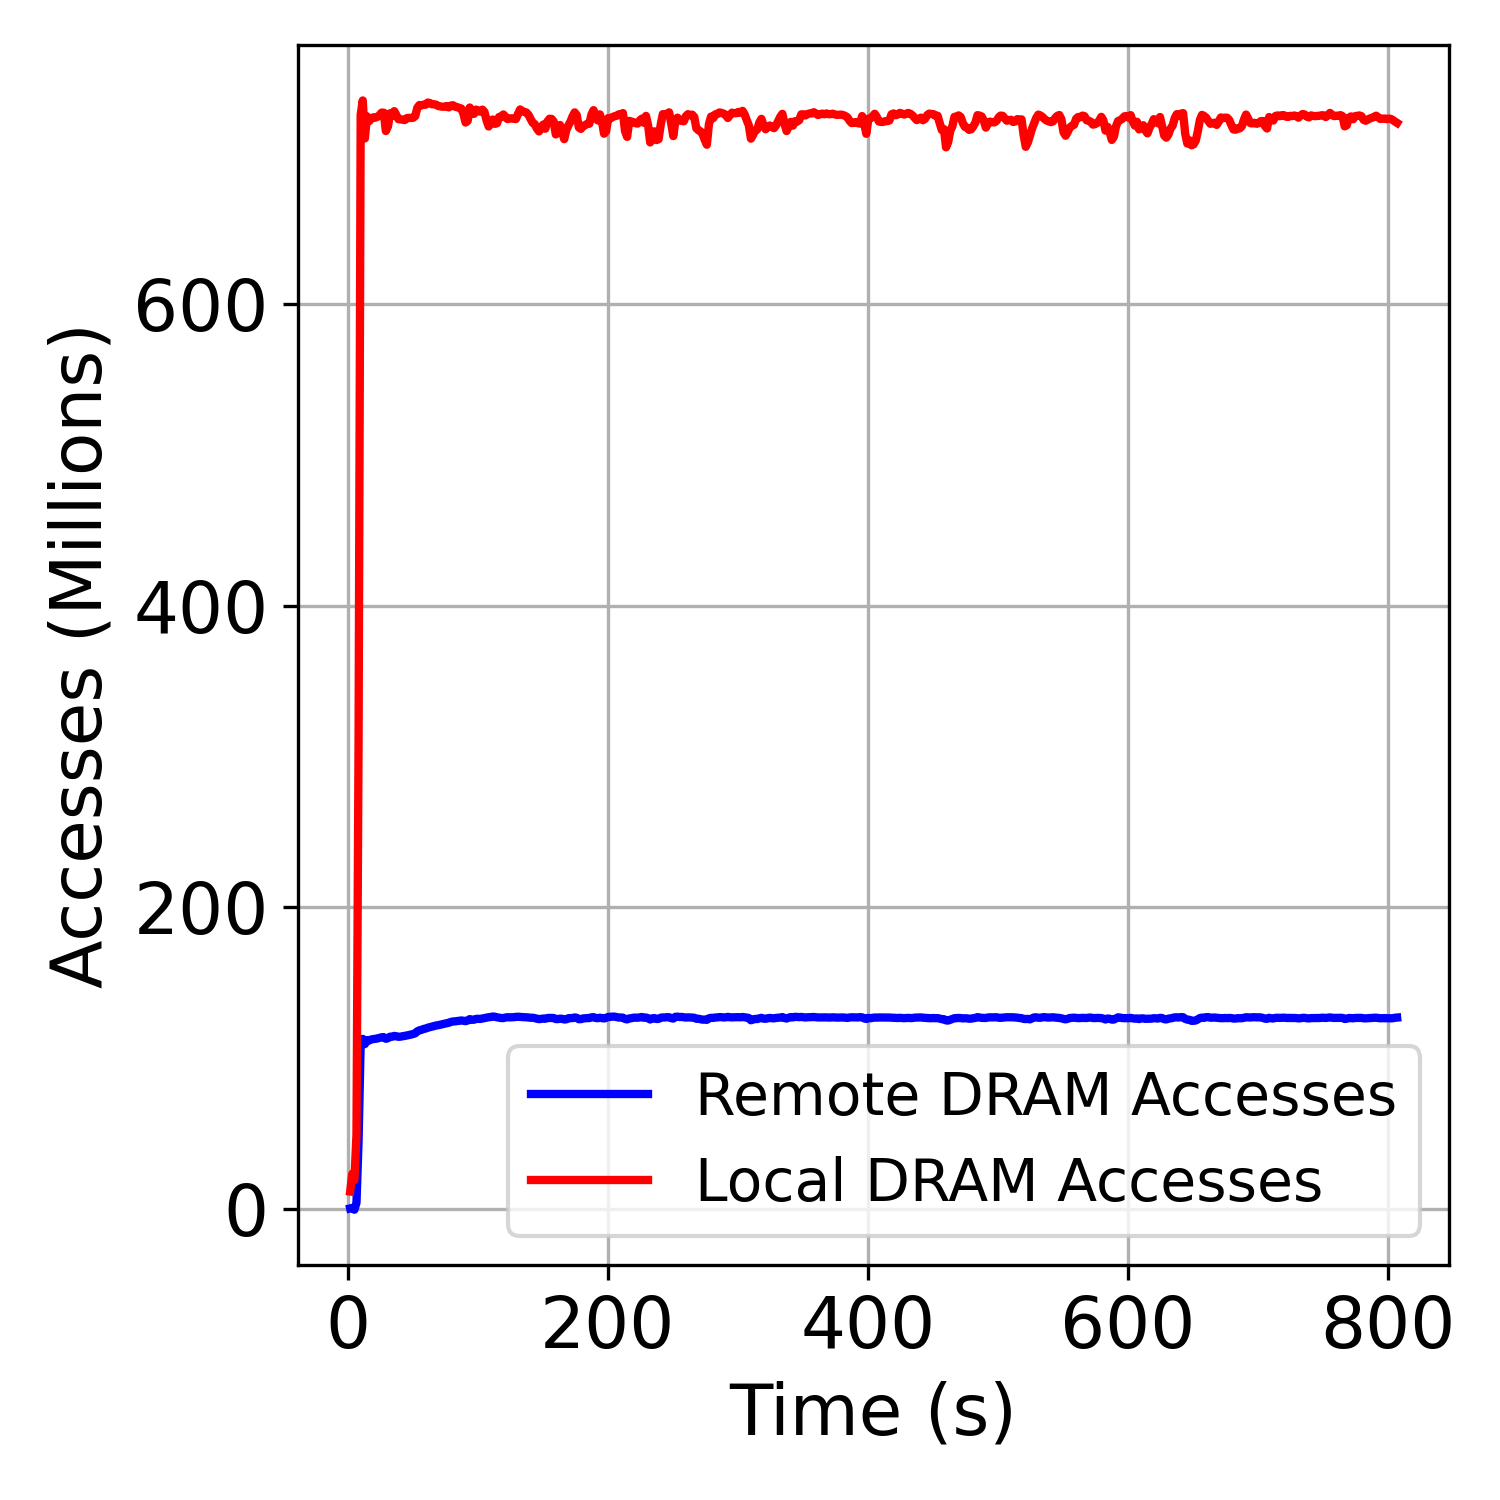 Accesses (Millions)
600
400
200
0
Remote DRAM Accesses
Local DRAM Accesses
0 200 400 600 800
Time (s)